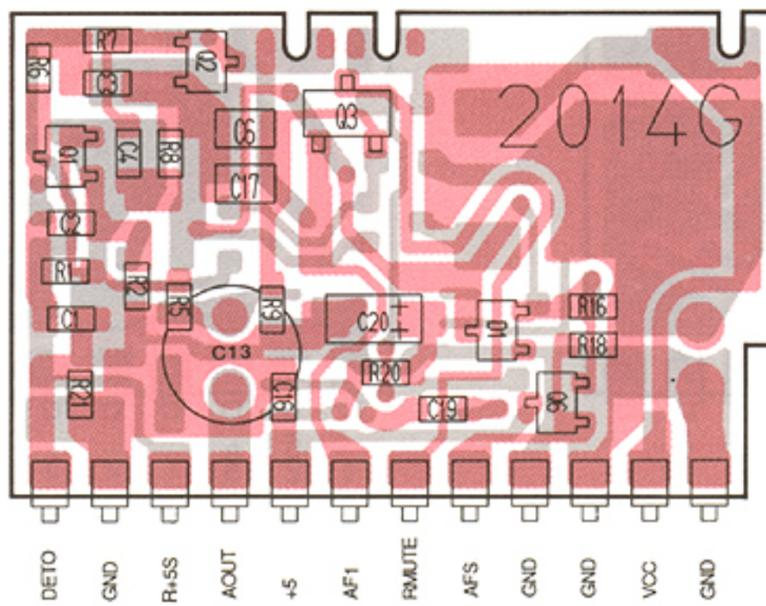 R7
R6
C3
Q2
C6
Q3
2014G
Q1
C4
R8
C17
C2
R1
R2
R5
R9
C1
C13
C20
R16
R18
R20
R21
C16
C19
Q6
DETO
GND
R+5S
AOUT
+5
AF1
RMUTE
AFS
GND
GND
VCC
GND